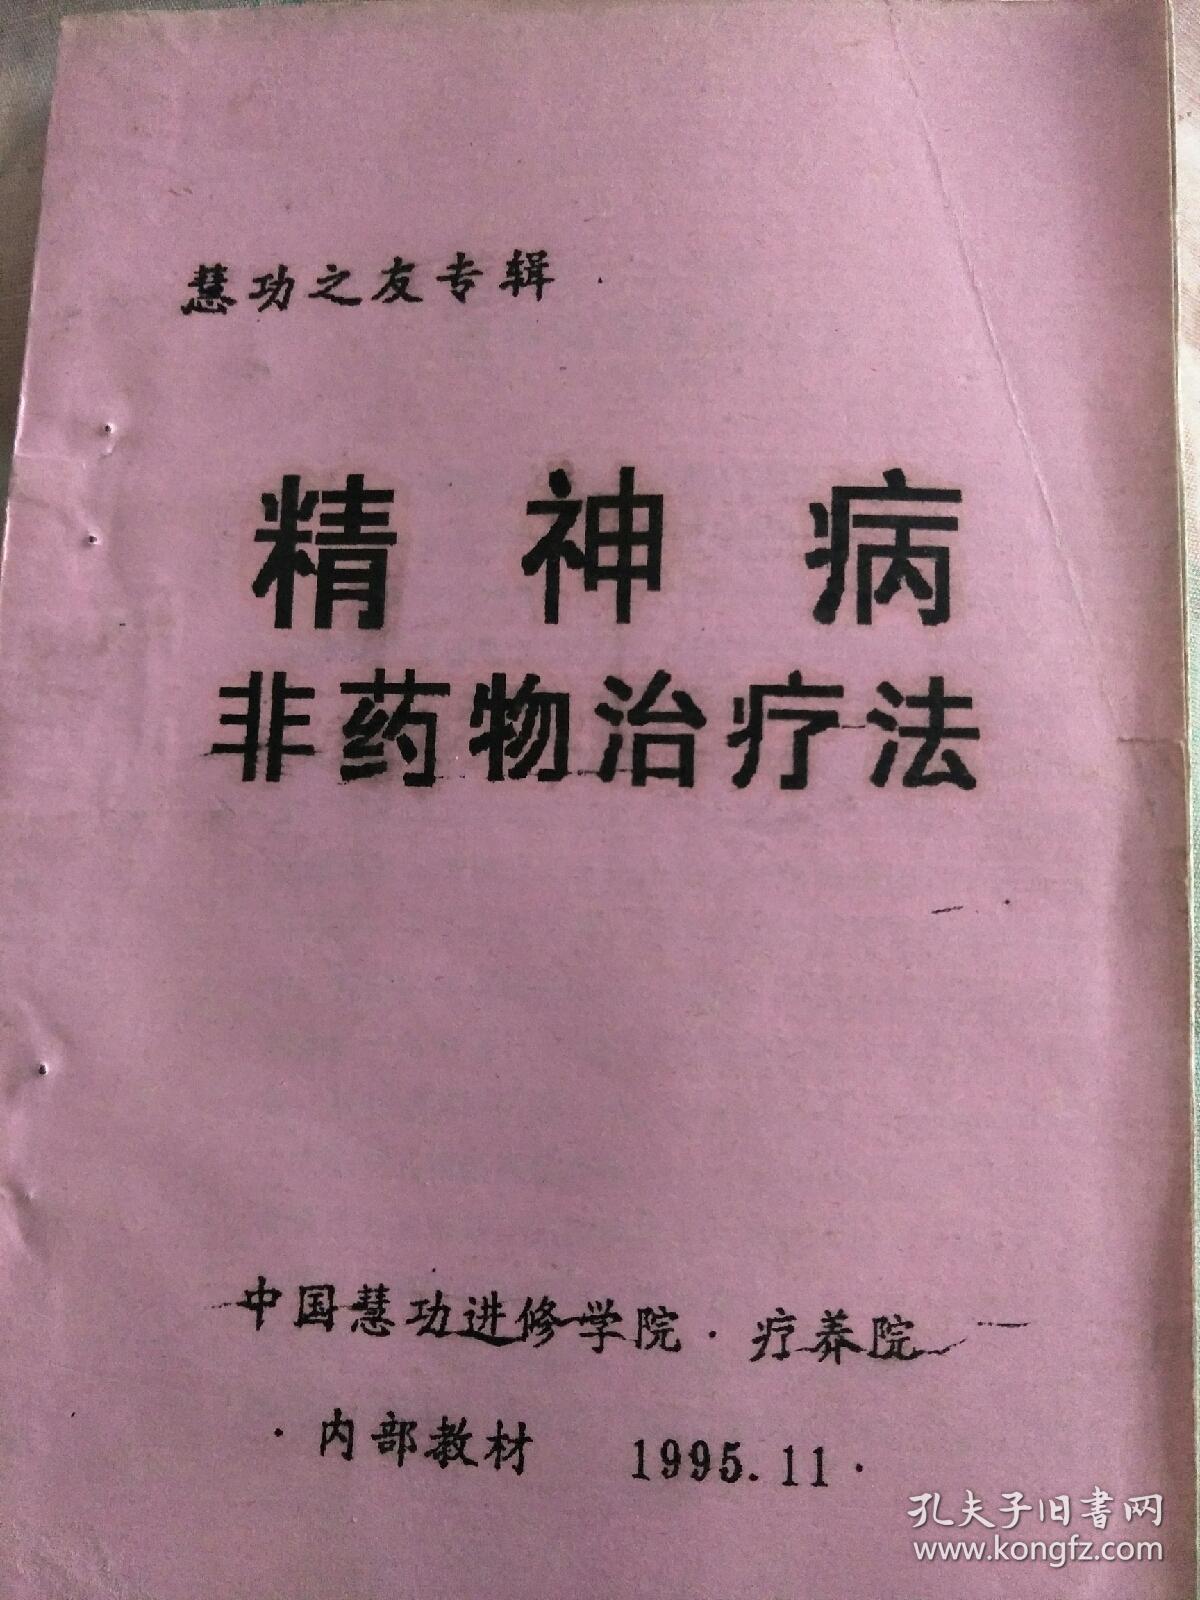 慧功之友专辑
精神病
非药物治疗法
中国慧功进修学院·疗养院
·内部教材 1995.11·
孔夫子旧书网
www.kongfz.com